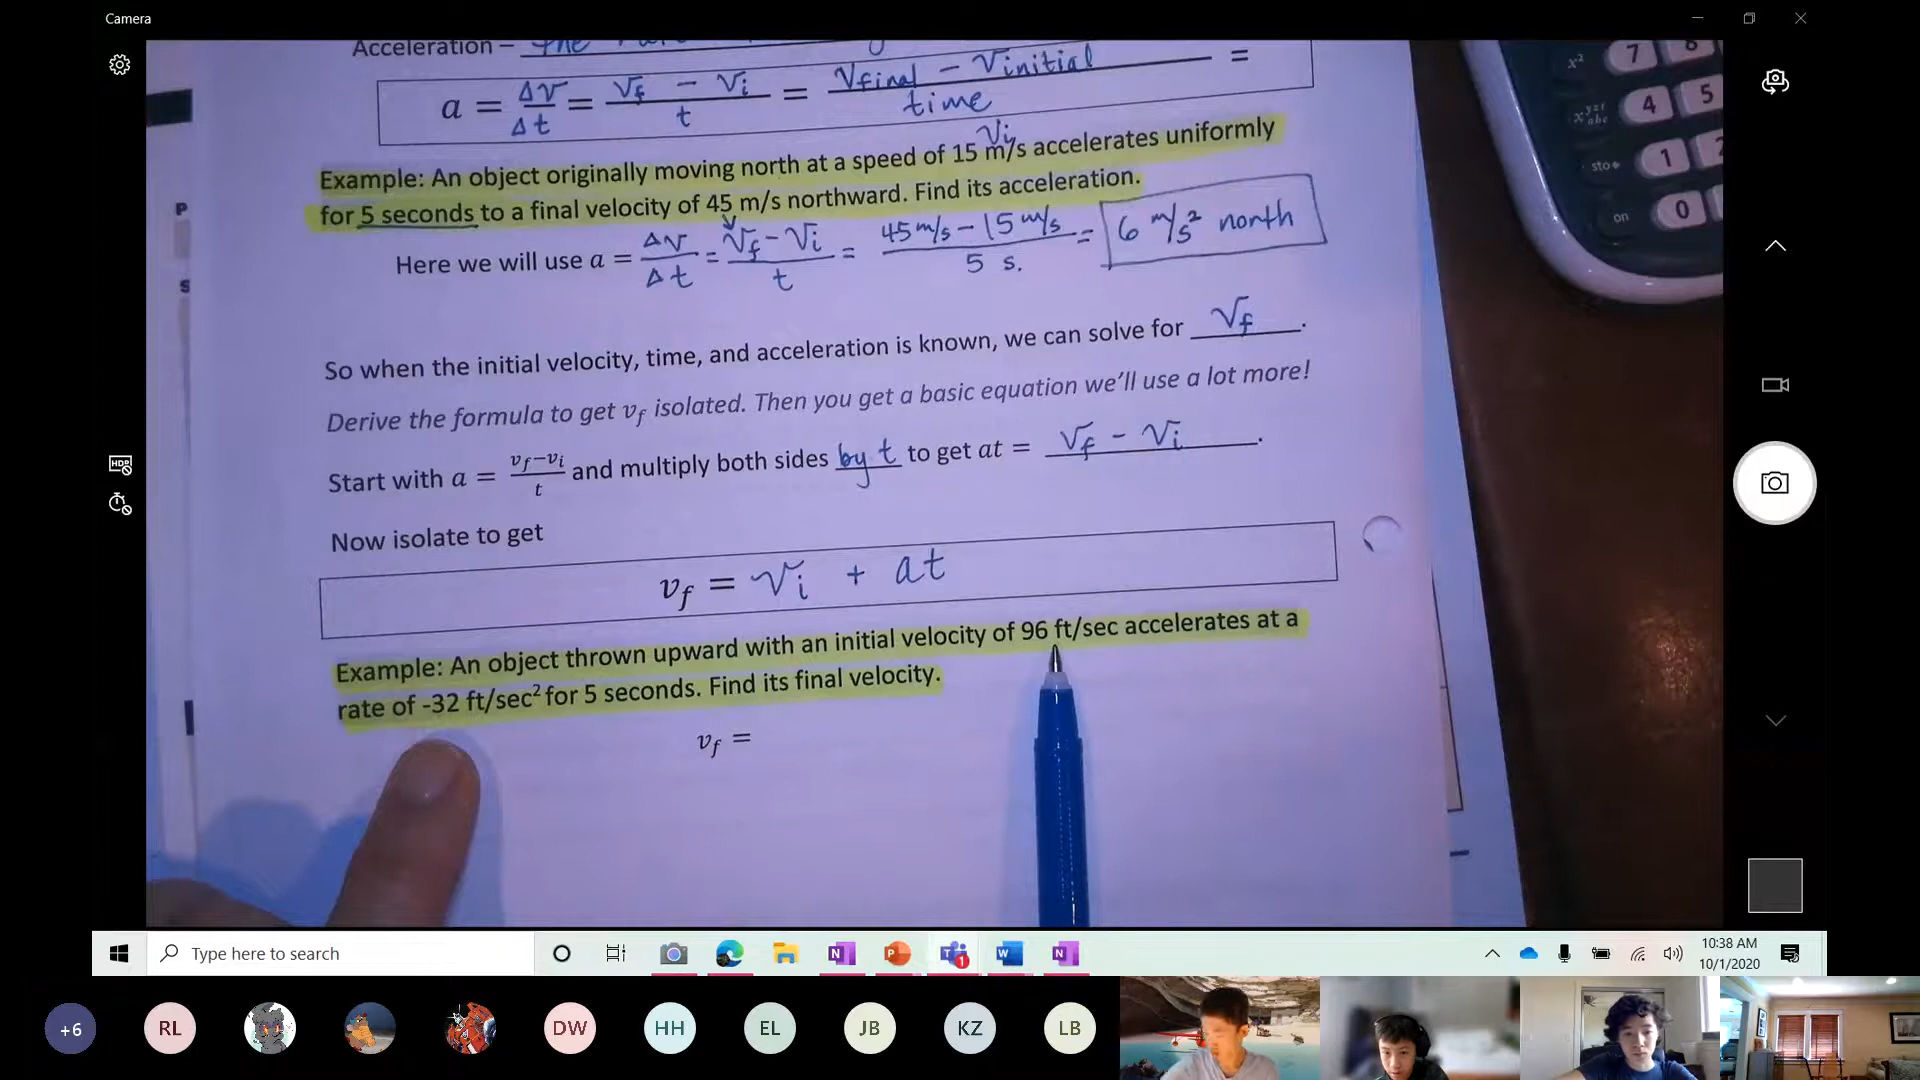 Camera
Acceleration – the
a = Δv/Δt = vf - vi/t = vfinal - vinitial/time =
vi
Example: An object originally moving north at a speed of 15 m/s accelerates uniformly
for 5 seconds to a final velocity of 45 m/s northward. Find its acceleration.
Here we will use a = Δv/Δt = vf - vi/t = 45 m/s - 15 m/s/5 s. = 6 m/s² north
So when the initial velocity, time, and acceleration is known, we can solve for vf.
Derive the formula to get vf isolated. Then you get a basic equation we'll use a lot more!
Start with a = vf−vi/t and multiply both sides by t to get at = vf - vi.
Now isolate to get
vf = vi + at
Example: An object thrown upward with an initial velocity of 96 ft/sec accelerates at a
rate of -32 ft/sec² for 5 seconds. Find its final velocity.
vf =
P
S
x² 7 8
4 5
sto 1 2
on 0
HDR
Type here to search
N P 1 W N
10:38 AM
10/1/2020
+6 RL DW HH EL JB KZ LB